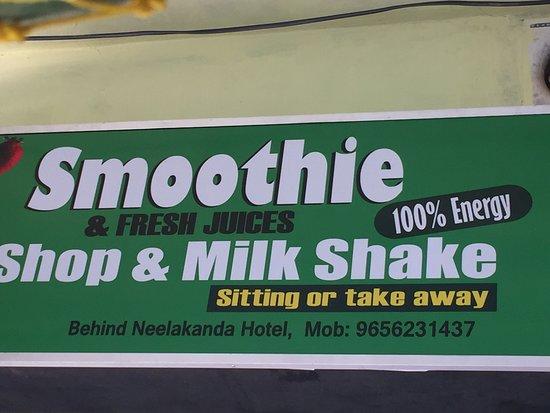 Smoothie
& FRESH JUICES
100% Energy
Shop & Milk Shake
Sitting or take away
Behind Neelakanda Hotel, Mob: 9656231437